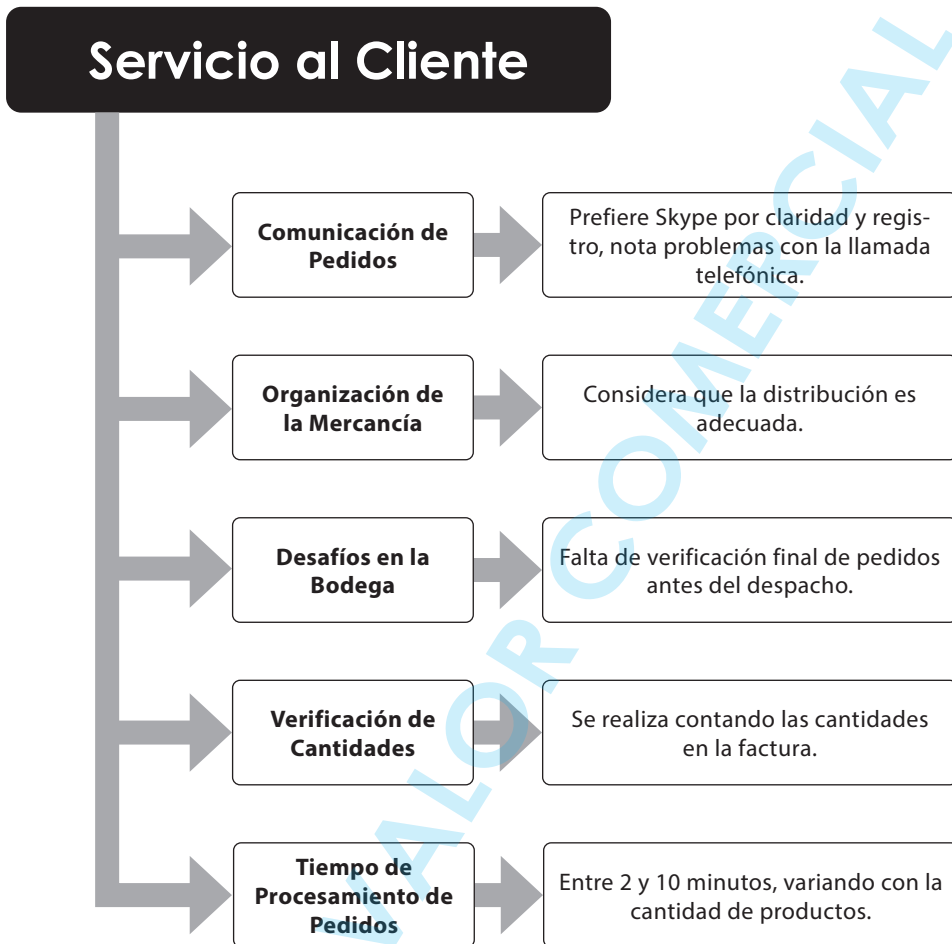 Servicio al Cliente
Comunicación de
Pedidos
Prefiere Skype por claridad y regis-
tro, nota problemas con la llamada
telefónica.
Organización de
la Mercancía
Considera que la distribución es
adecuada.
Desafíos en la
Bodega
Falta de verificación final de pedidos
antes del despacho.
Verificación de
Cantidades
Se realiza contando las cantidades
en la factura.
Tiempo de
Procesamiento de
Pedidos
Entre 2 y 10 minutos, variando con la
cantidad de productos.
VALOR COMERCIAL